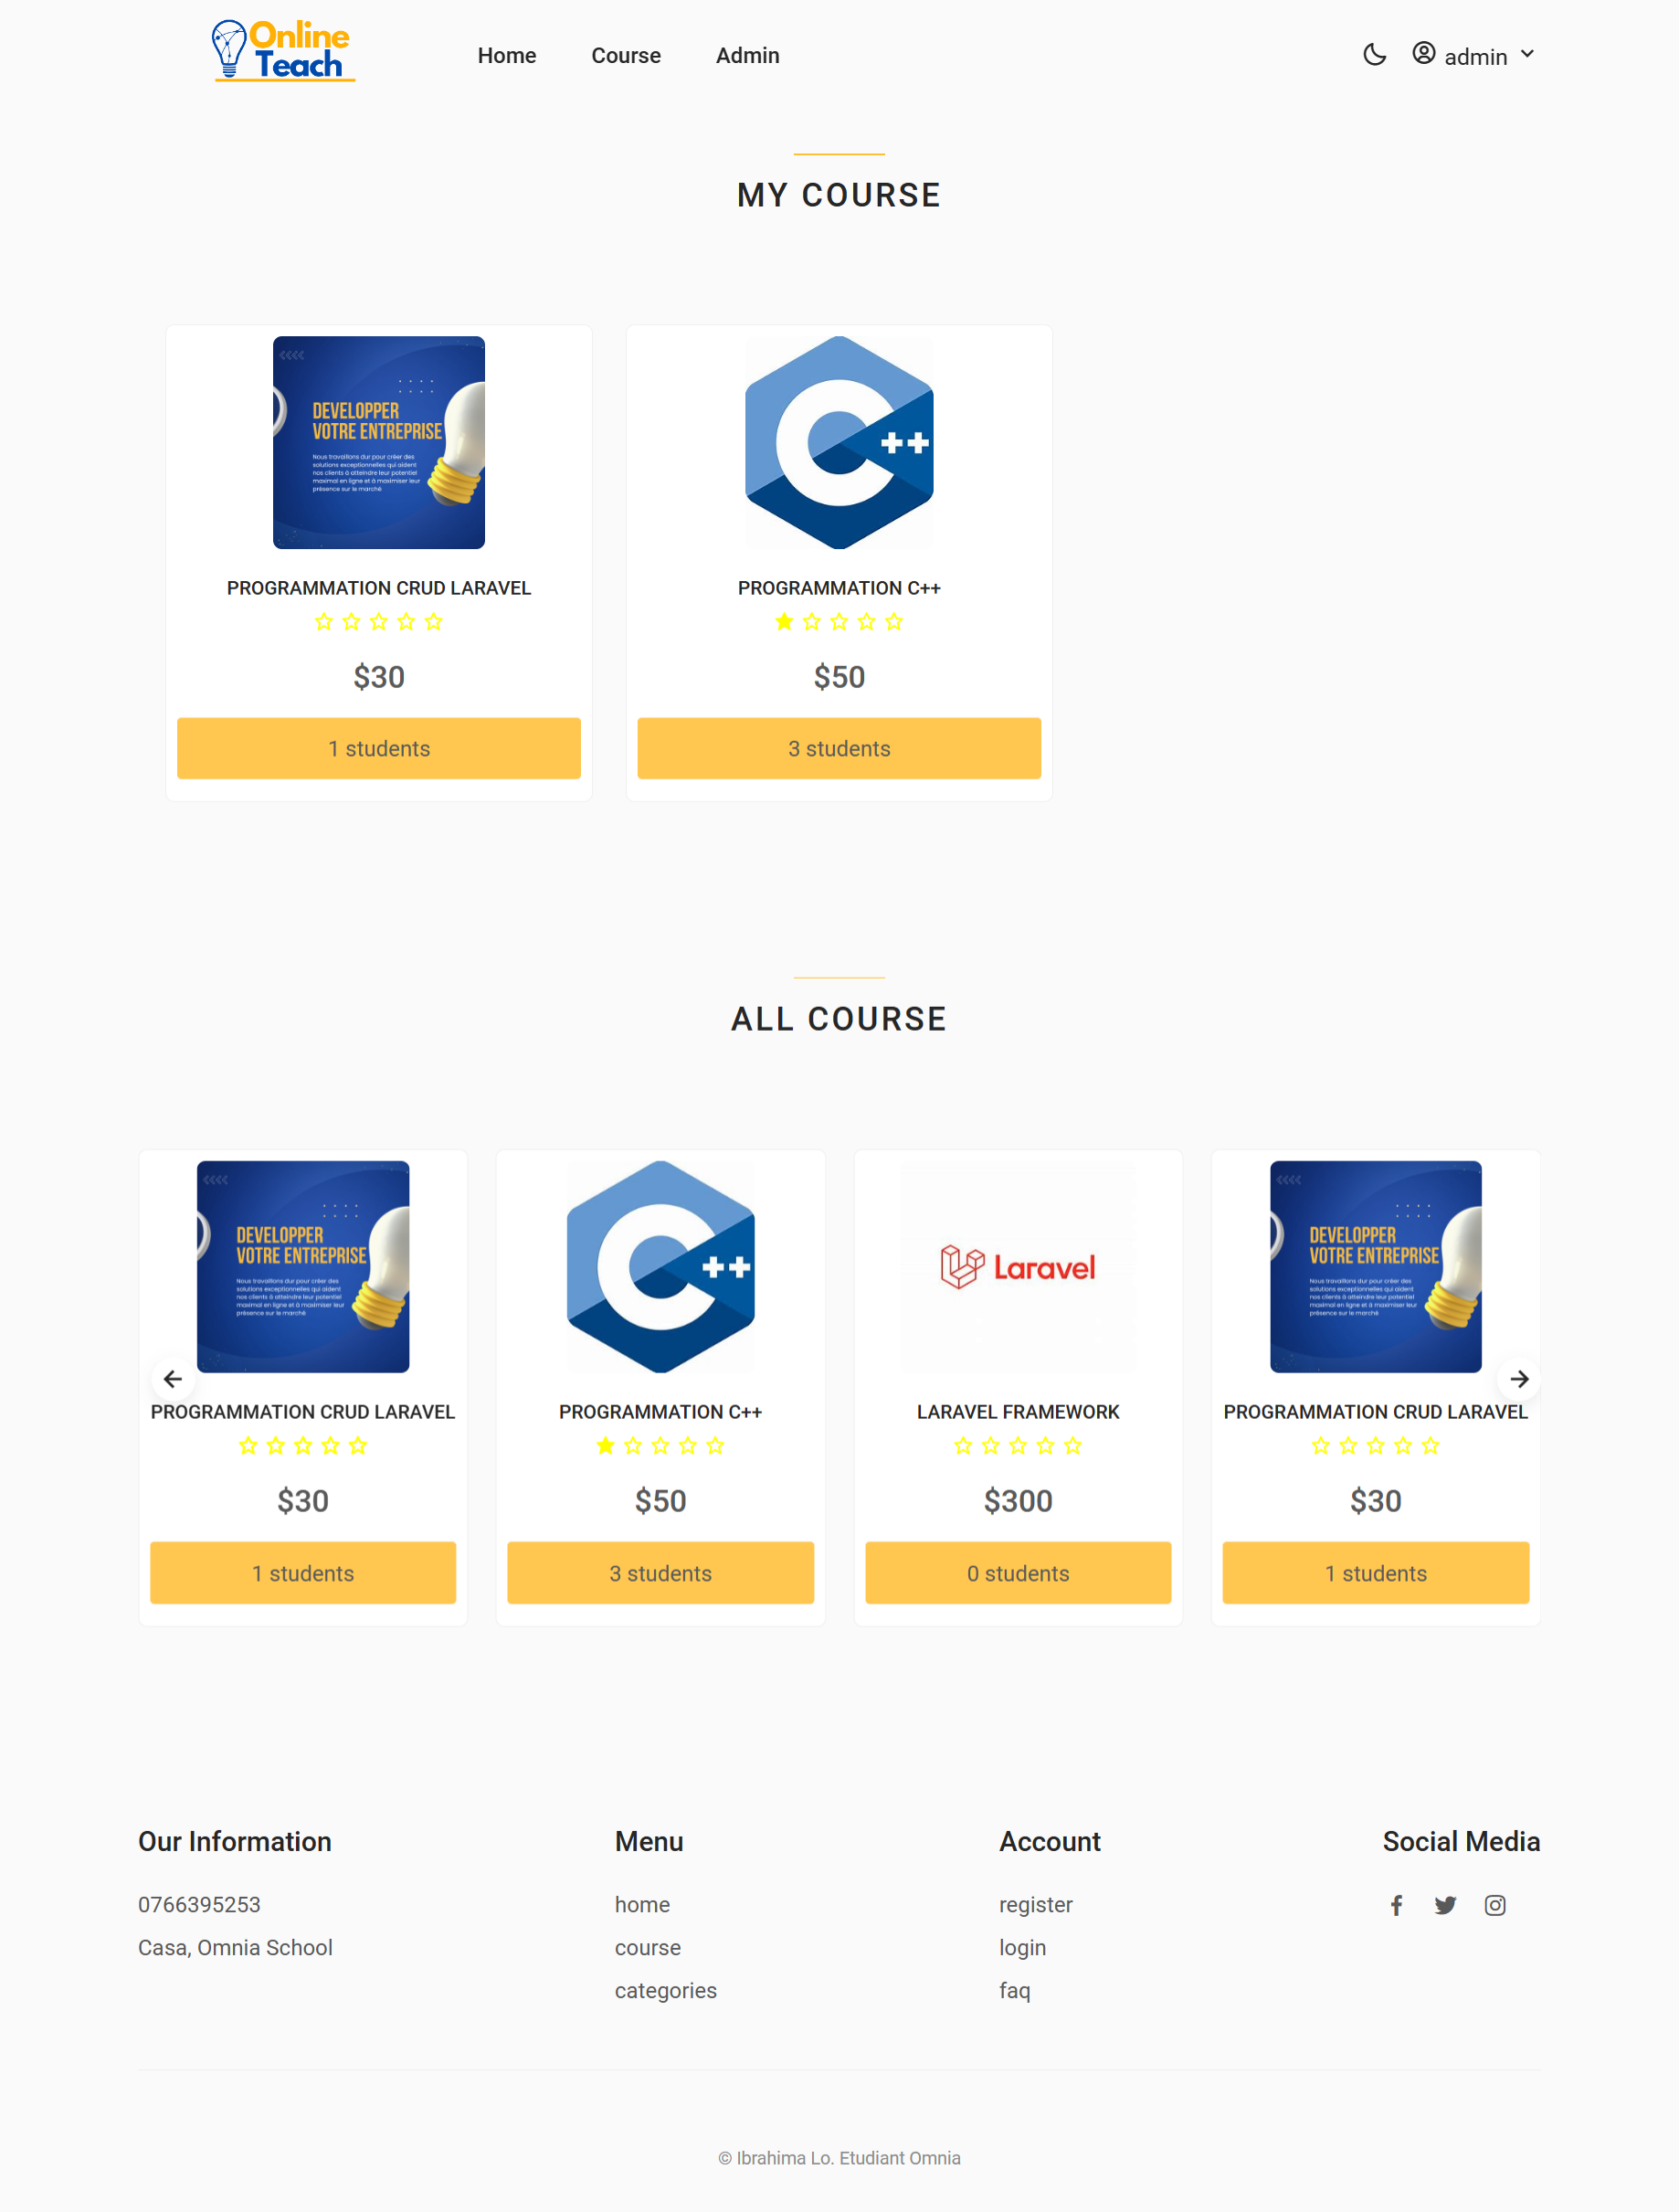 Online
Teach
Home Course Admin admin
MY COURSE
DEVELOPPER
VOTRE ENTREPRISE
Nous travaillons dur pour créer des
solutions exceptionnelles qui aident
nos clients à atteindre leur potentiel
maximal en ligne et à maximiser leur
présence sur le marché
C++
PROGRAMMATION CRUD LARAVEL
$30
1 students
PROGRAMMATION C++
$50
3 students
ALL COURSE
DEVELOPPER
VOTRE ENTREPRISE
Nous travaillons dur pour créer des
solutions exceptionnelles qui aident
nos clients à atteindre leur potentiel
maximal en ligne et à maximiser leur
présence sur le marché
PROGRAMMATION CRUD LARAVEL
$30
1 students
C++
PROGRAMMATION C++
$50
3 students
Laravel
LARAVEL FRAMEWORK
$300
0 students
DEVELOPPER
VOTRE ENTREPRISE
Nous travaillons dur pour créer des
solutions exceptionnelles qui aident
nos clients à atteindre leur potentiel
maximal en ligne et à maximiser leur
présence sur le marché
PROGRAMMATION CRUD LARAVEL
$30
1 students
Our Information
0766395253
Casa, Omnia School
Menu
home
course
categories
Account
register
login
faq
Social Media
© Ibrahima Lo. Etudiant Omnia